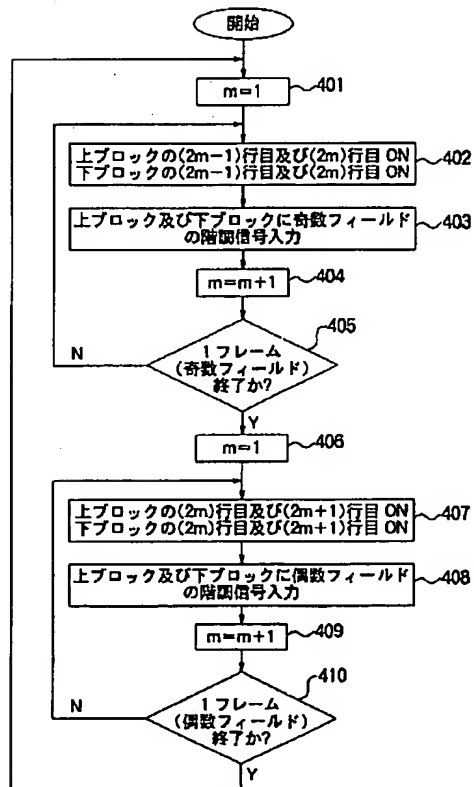 開始
m=1
401
上ブロックの(2m-1)行目及び(2m)行目 ON
下ブロックの(2m-1)行目及び(2m)行目 ON
402
上ブロック及び下ブロックに奇数フィールド
の階調信号入力
403
404
m=m+1
405
1フレーム
(奇数フィールド)
終了か?
N
Y
m=1
406
上ブロックの(2m)行目及び(2m+1)行目 ON
下ブロックの(2m)行目及び(2m+1)行目 ON
407
上ブロック及び下ブロックに偶数フィールド
の階調信号入力
408
m=m+1
409
410
1フレーム
(偶数フィールド)
終了か?
N
Y